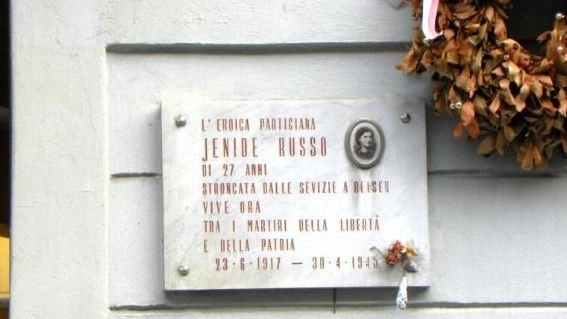 L'EROICA PARTIGIANA
JENIDE RUSSO
DI 27 ANNI
STRONCATA DALLE SEVIZIE A BELSEN
VIVE ORA
TRA I MARTIRI DELLA LIBERTÀ
E DELLA PATRIA
23·6·1917 — 30·4·1945